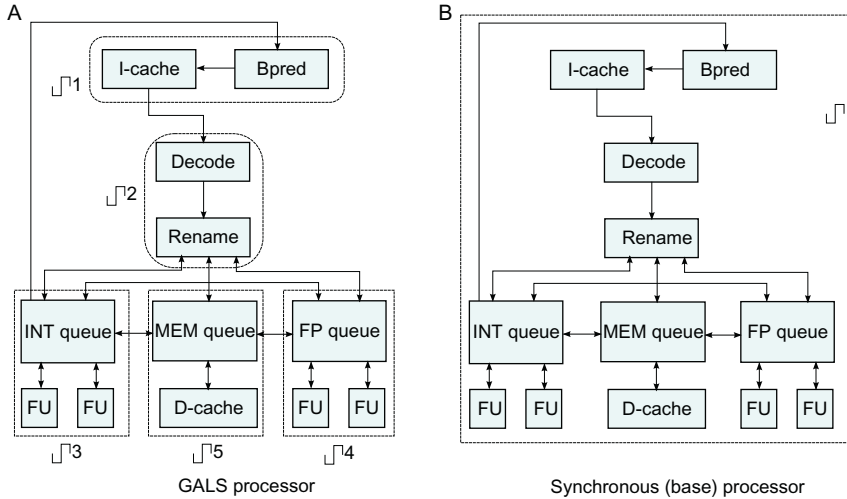 A
I-cache
Bpred
1
Decode
2
Rename
INT queue
MEM queue
FP queue
FU
FU
D-cache
FU
FU
3
5
4
GALS processor
B
I-cache
Bpred
Decode
Rename
INT queue
MEM queue
FP queue
FU
FU
D-cache
FU
FU
Synchronous (base) processor